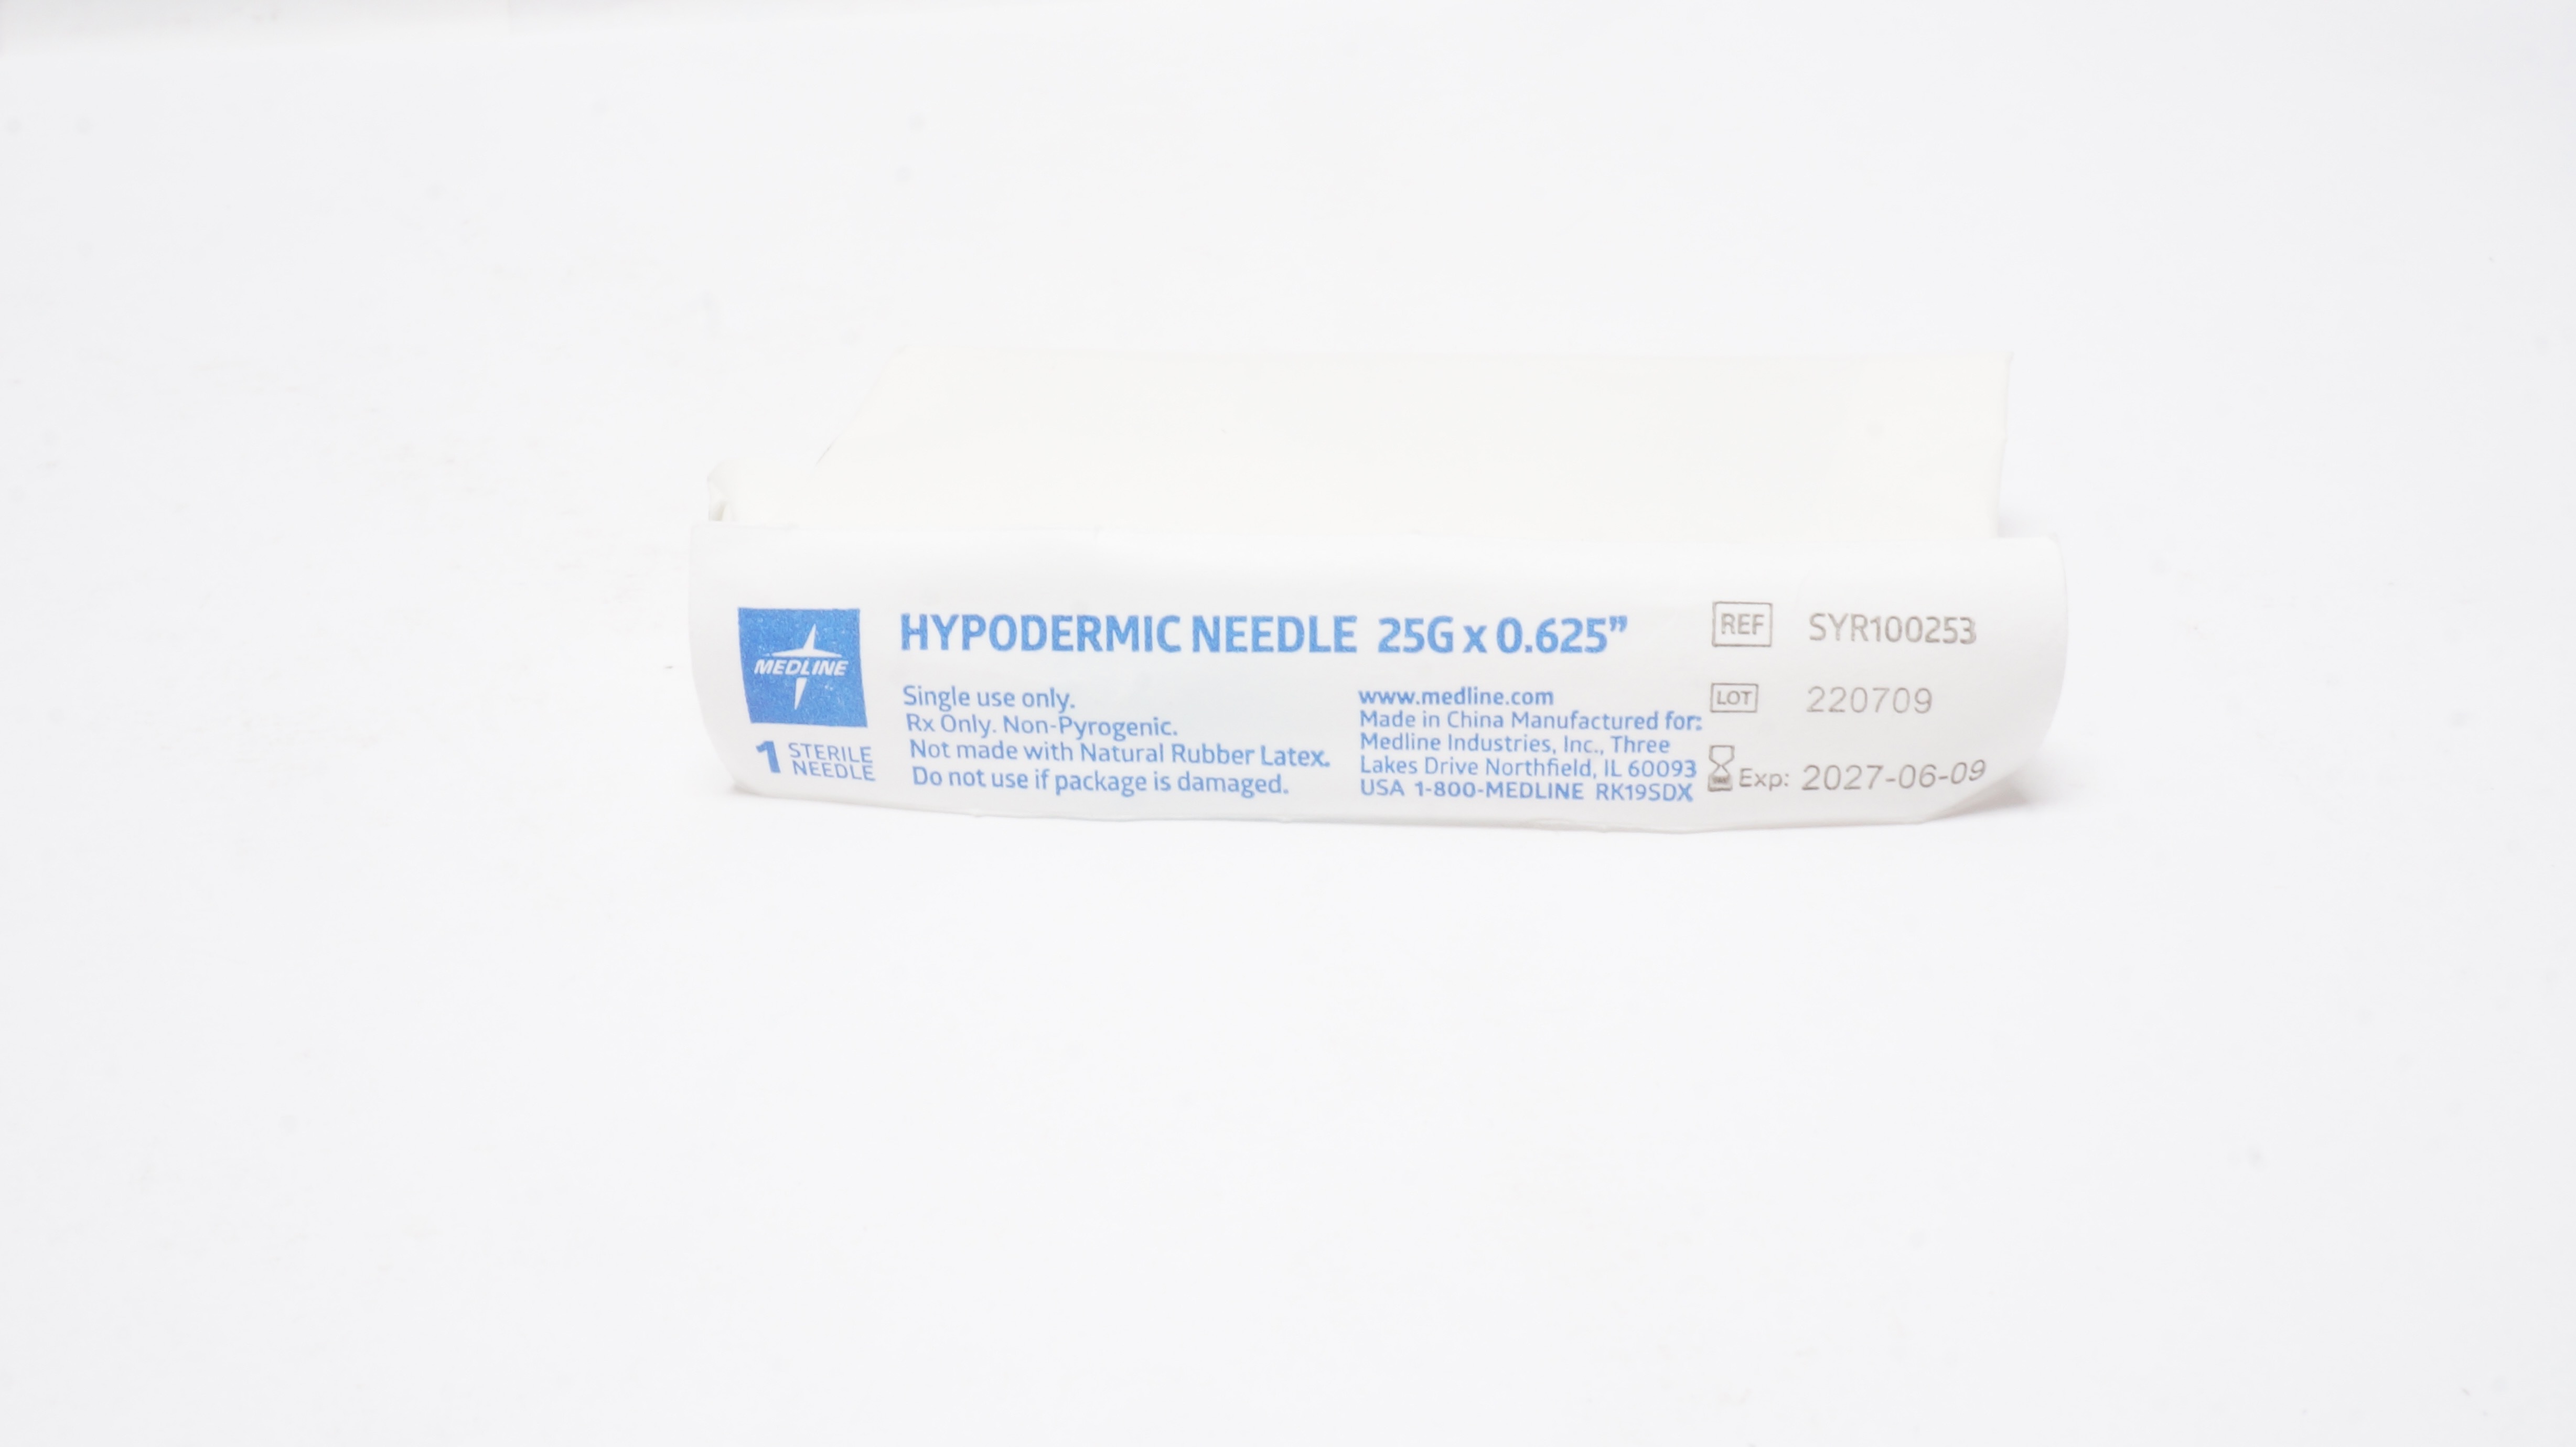 MEDLINE
1 STERILE
NEEDLE
HYPODERMIC NEEDLE 25G x 0.625”
Single use only.
Rx Only. Non-Pyrogenic.
Not made with Natural Rubber Latex.
Do not use if package is damaged.
www.medline.com
Made in China Manufactured for:
Medline Industries, Inc., Three
Lakes Drive Northfield, IL 60093
USA 1-800-MEDLINE RK19SDX
REF SYR100253
LOT 220709
Exp: 2027-06-09